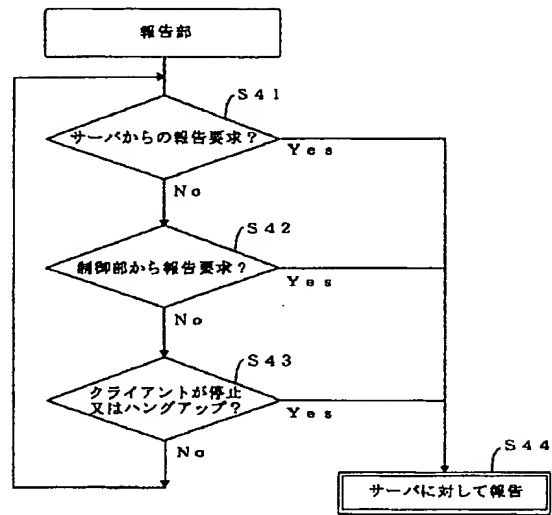 報告部
S41
サーバからの報告要求?
Yes
No
S42
制御部から報告要求?
Yes
No
S43
クライアントが停止
又はハングアップ?
Yes
No
S44
サーバに対して報告